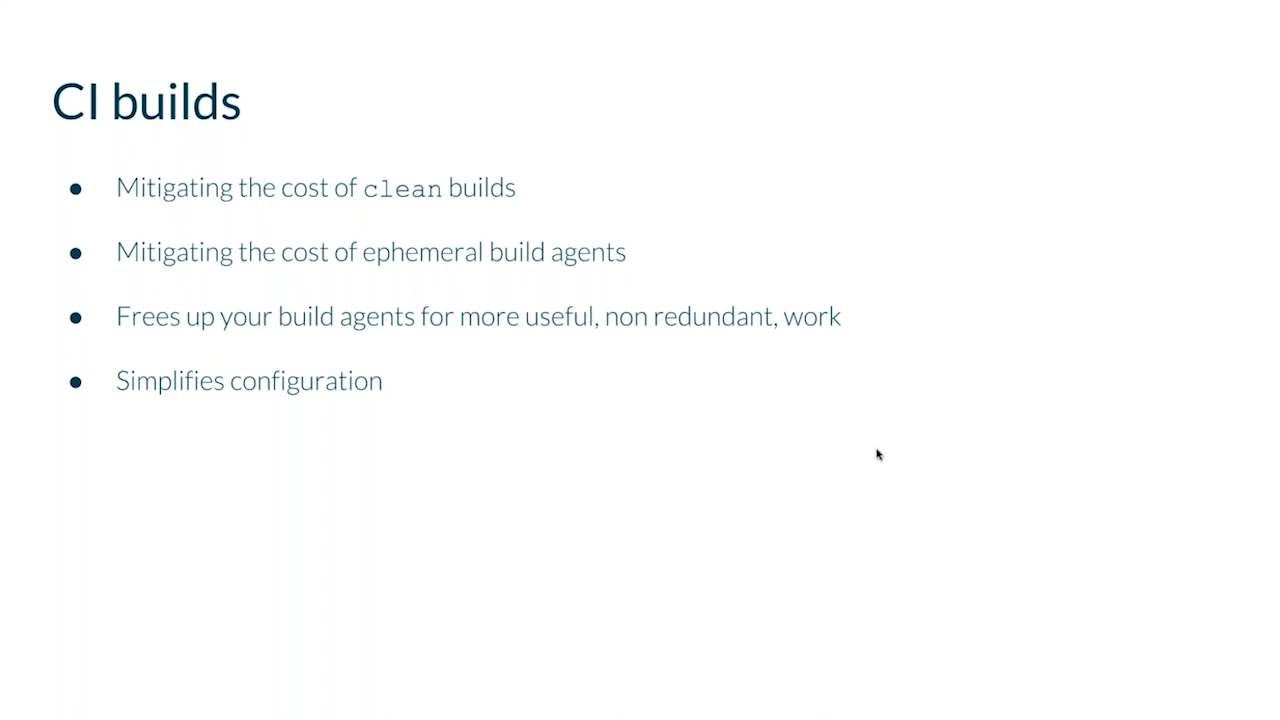 CI builds
● Mitigating the cost of clean builds
● Mitigating the cost of ephemeral build agents
● Frees up your build agents for more useful, non redundant, work
● Simplifies configuration